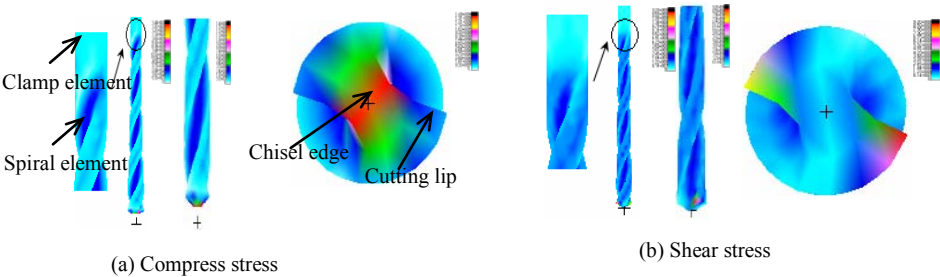 Clamp element
Spiral element
Chisel edge
Cutting lip
(a) Compress stress
(b) Shear stress